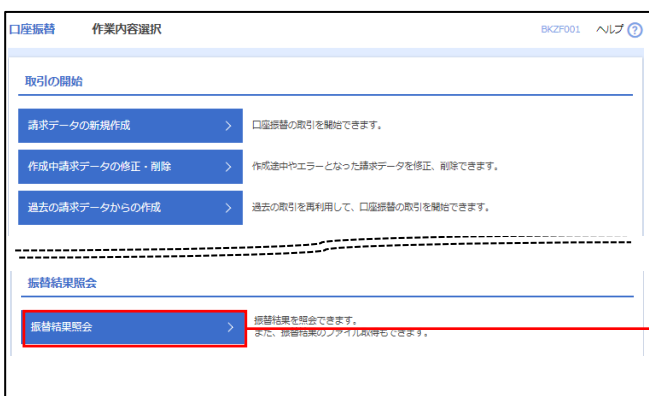 口座振替 作業内容選択 BKZF001 ヘルプ ?
取引の開始
請求データの新規作成 > 口座振替の取引を開始できます。
作成中請求データの修正・削除 > 作成途中やエラーとなった請求データを修正、削除できます。
過去の請求データからの作成 > 過去の取引を再利用して、口座振替の取引を開始できます。
振替結果照会
振替結果照会 > 振替結果を照会できます。
また、振替結果のファイル取得もできます。